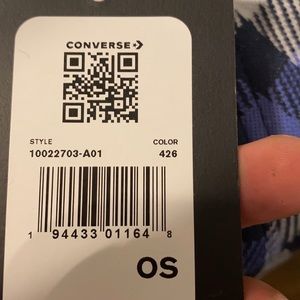 CONVERSE
STYLE COLOR
10022703-A01 426
1 94433 01164 8
OS